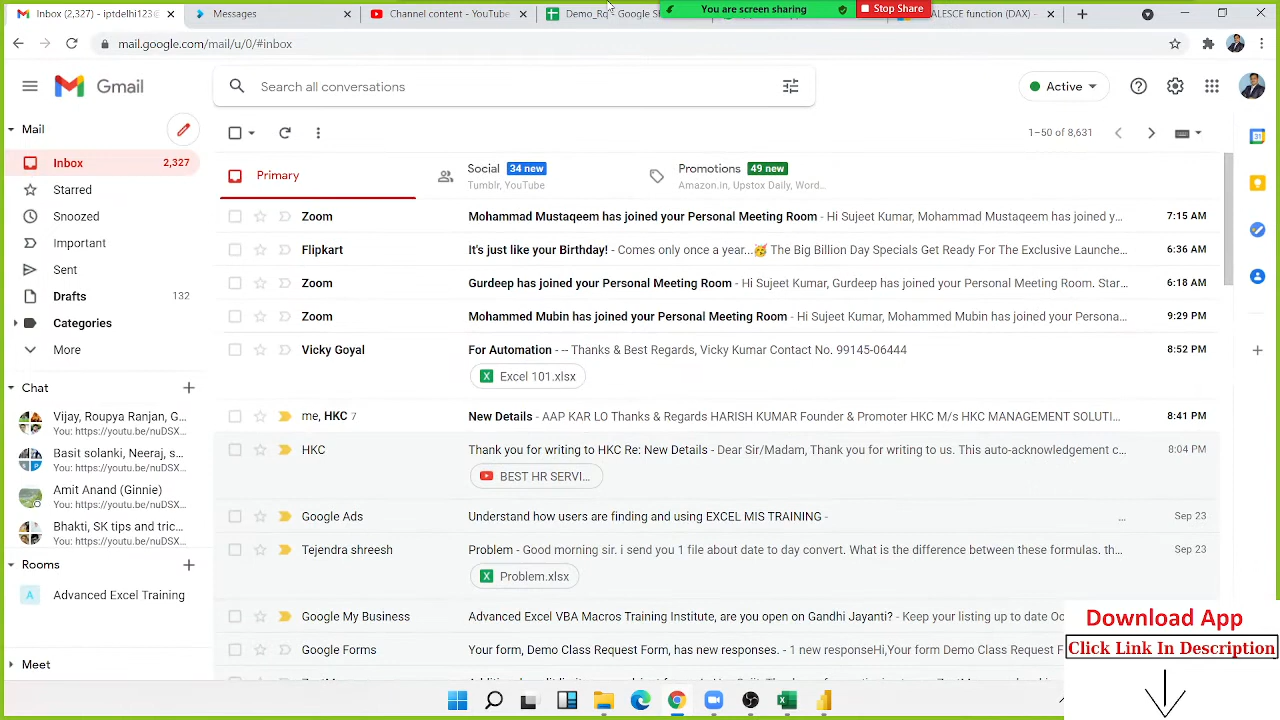 Inbox (2,327) - iptdelhi123@
Messages
Channel content - YouTube
Demo_Rq
Google S
You are screen sharing
Stop Share
ALESCE function (DAX) -
mail.google.com/mail/u/0/#inbox
Gmail
Search all conversations
Active
Mail
1–50 of 8,631
Inbox 2,327
Starred
Snoozed
Important
Sent
Drafts 132
Categories
More
Chat
Vijay, Roupya Ranjan, G...
You: https://youtu.be/nuDSX...
Basit solanki, Neeraj, s...
You: https://youtu.be/nuDSX...
Amit Anand (Ginnie)
You: https://youtu.be/nuDSX...
Bhakti, SK tips and tric...
You: https://youtu.be/nuDSX...
Rooms
A Advanced Excel Training
Meet
Primary
Social 34 new
Tumblr, YouTube
Promotions 49 new
Amazon.in, Upstox Daily, Word...
Zoom Mohammad Mustaqeem has joined your Personal Meeting Room - Hi Sujeet Kumar, Mohammad Mustaqeem has joined y... 7:15 AM
Flipkart It's just like your Birthday! - Comes only once a year...🥳 The Big Billion Day Specials Get Ready For The Exclusive Launche... 6:36 AM
Zoom Gurdeep has joined your Personal Meeting Room - Hi Sujeet Kumar, Gurdeep has joined your Personal Meeting Room. Star... 6:18 AM
Zoom Mohammed Mubin has joined your Personal Meeting Room - Hi Sujeet Kumar, Mohammed Mubin has joined your Persona... 9:29 PM
Vicky Goyal For Automation - -- Thanks & Best Regards, Vicky Kumar Contact No. 99145-06444 8:52 PM
Excel 101.xlsx
me, HKC 7 New Details - AAP KAR LO Thanks & Regards HARISH KUMAR Founder & Promoter HKC M/s HKC MANAGEMENT SOLUTI... 8:41 PM
HKC Thank you for writing to HKC Re: New Details - Dear Sir/Madam, Thank you for writing to us. This auto-acknowledgement c... 8:04 PM
BEST HR SERVI...
Google Ads Understand how users are finding and using EXCEL MIS TRAINING - ... Sep 23
Tejendra shreesh Problem - Good morning sir. i send you 1 file about date to day convert. What is the difference between these formulas. th... Sep 23
Problem.xlsx
Google My Business Advanced Excel VBA Macros Training Institute, are you open on Gandhi Jayanti? - Keep your listing up to date Oc
Google Forms Your form, Demo Class Request Form, has new responses. - 1 new responseHi,Your form Demo Class Request F
Download App
Click Link In Description